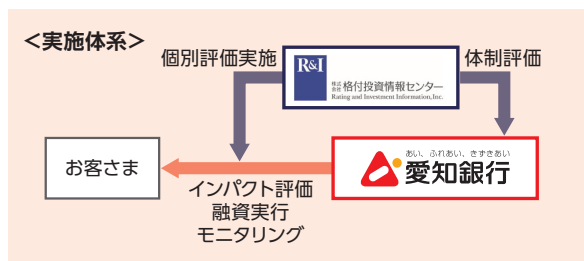 <実施体系>
個別評価実施
R&I
株式会社 格付投資情報センター
Rating and Investment Information, Inc.
体制評価
お客さま
あい、ふれあい、きずきあい
愛知銀行
インパクト評価
融資実行
モニタリング